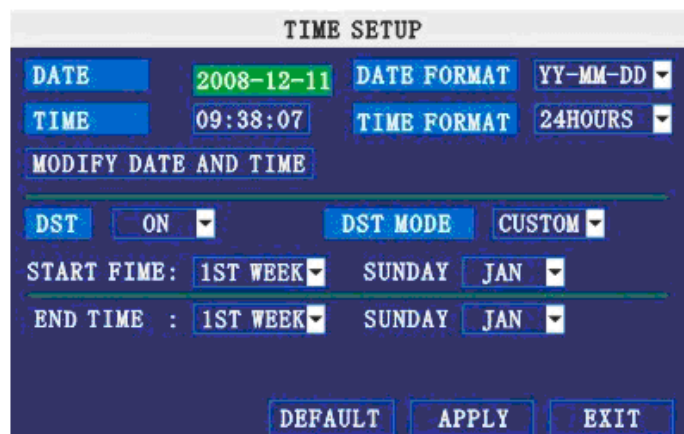 TIME SETUP
DATE 2008-12-11 DATE FORMAT YY-MM-DD
TIME 09:38:07 TIME FORMAT 24HOURS
MODIFY DATE AND TIME
DST ON DST MODE CUSTOM
START FIME: 1ST WEEK SUNDAY JAN
END TIME : 1ST WEEK SUNDAY JAN
DEFAULT APPLY EXIT